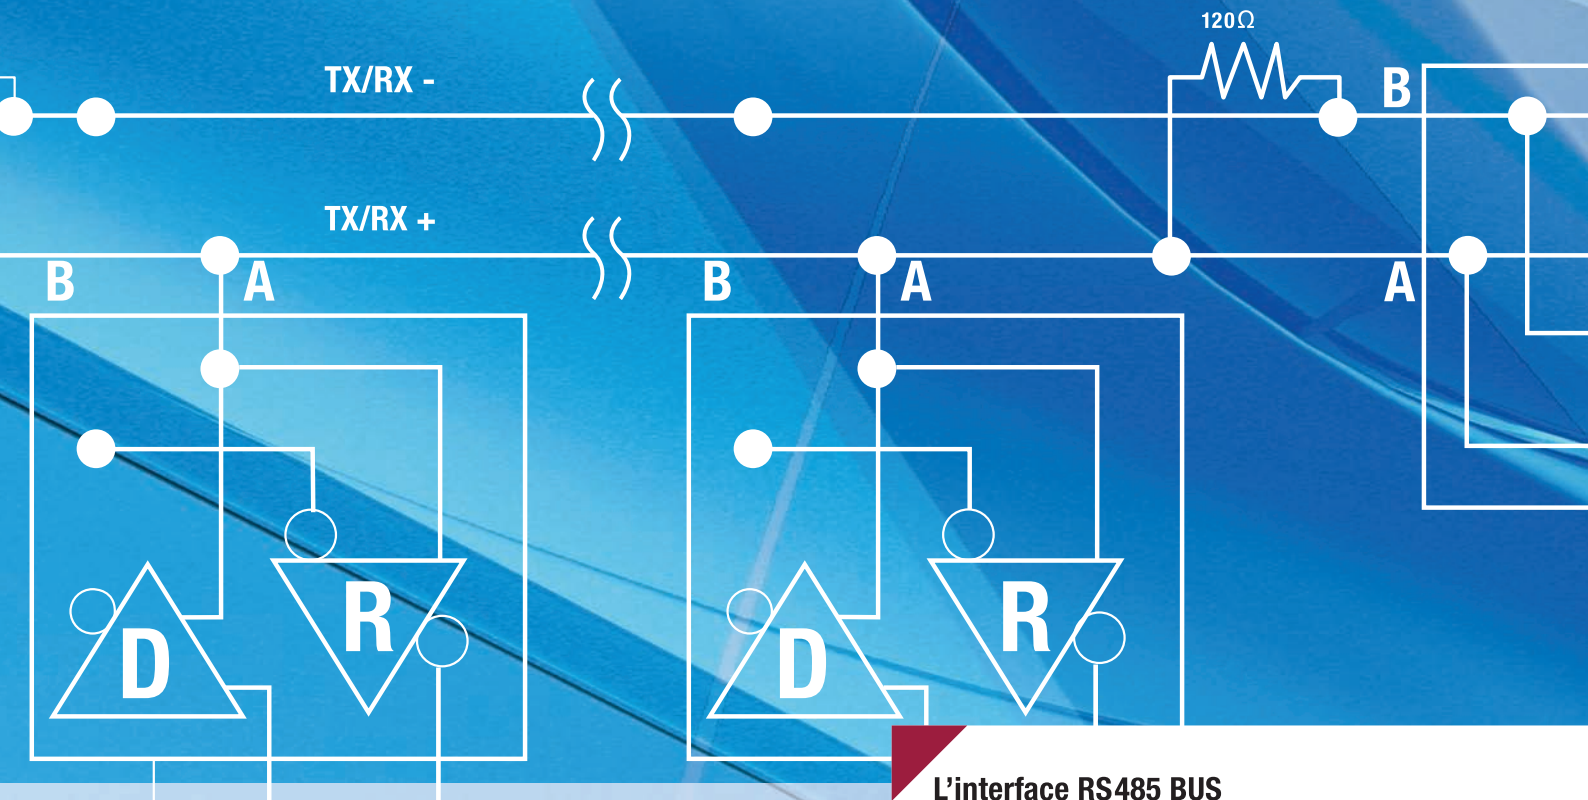 120Ω
TX/RX -
B
TX/RX +
B
A
B
A
A
D
R
D
R
L’interface RS485 BUS